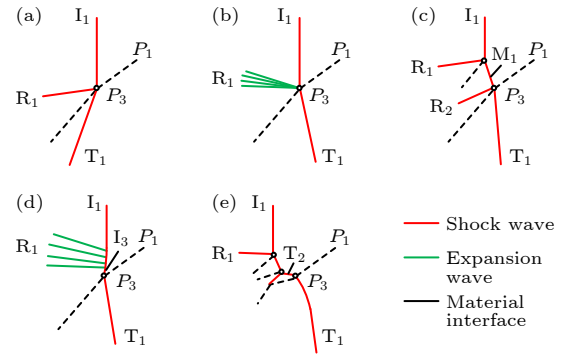 (a)
I₁
P₁
R₁
P₃
T₁
(b)
I₁
P₁
R₁
P₃
T₁
(c)
I₁
M₁
R₁
R₂
P₃
T₁
(d)
I₁
R₁
I₃
P₁
P₃
T₁
(e)
I₁
R₁
T₂
P₁
P₃
T₁
Shock wave
Expansion
wave
Material
interface